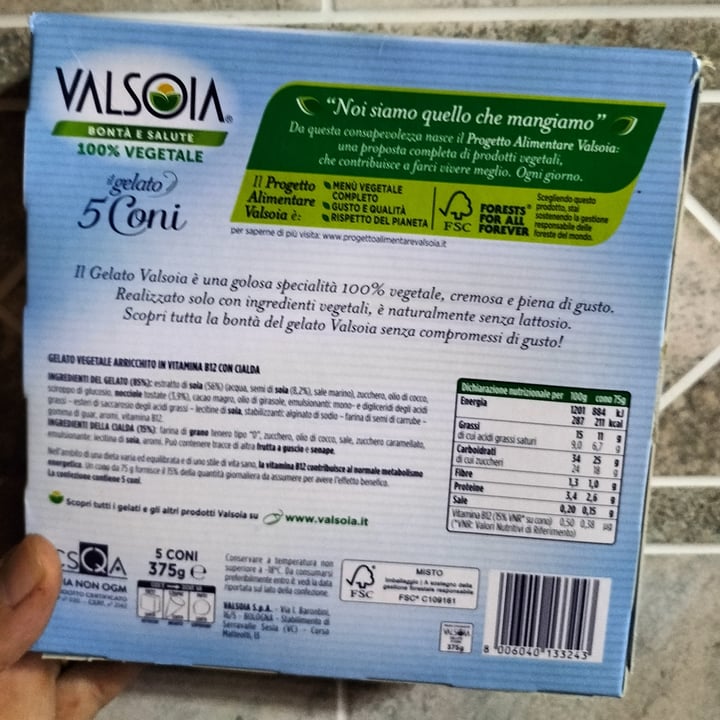 VALSOIA®
BONTÀ E SALUTE
100% VEGETALE
il gelato
5 Coni
"Noi siamo quello che mangiamo"
Da questa consapevolezza nasce il Progetto Alimentare Valsoia:
una proposta completa di prodotti vegetali,
che contribuisce a farci vivere meglio. Ogni giorno.
Il Progetto
Alimentare
Valsoia è:
MENÙ VEGETALE
COMPLETO
GUSTO E QUALITÀ
RISPETTO DEL PIANETA
FSC
FORESTS®
FOR ALL
FOREVER
Scegliendo questo
prodotto, stai
sostenendo la gestione
responsabile delle
foreste del mondo.
per saperne di più visita: www.progettoalimentarevalsoia.it
Il Gelato Valsoia è una golosa specialità 100% vegetale, cremosa e piena di gusto.
Realizzato solo con ingredienti vegetali, è naturalmente senza lattosio.
Scopri tutta la bontà del gelato Valsoia senza compromessi di gusto!
GELATO VEGETALE ARRICCHITO IN VITAMINA B12 CON CIALDA
INGREDIENTI DEL GELATO (85%): estratto di soia (56%) (acqua, semi di soia (8,2%), sale marino), zucchero, olio di cocco,
sciroppo di glucosio, nocciole tostate (3,9%), cacao magro, olio di girasole, emulsionanti: mono- e digliceridi degli acidi
grassi - esteri di saccarosio degli acidi grassi - lecitine di soia, stabilizzanti: alginato di sodio - farina di semi di carrube -
gomma di guar, aromi, vitamina B12.
INGREDIENTI DELLA CIALDA (15%): farina di grano tenero tipo "0", zucchero, olio di cocco, sale, zucchero caramellato,
emulsionante: lecitina di soia, aromi. Può contenere tracce di altra frutta a guscio e senape.
Nell'ambito di una dieta varia ed equilibrata e di uno stile di vita sano, la vitamina B12 contribuisce al normale metabolismo
energetico. Un cono da 75 g fornisce il 15% della quantità giornaliera da assumere per avere l'effetto benefico.
La confezione contiene 5 coni.
Dichiarazione nutrizionale per 100g cono 75g
Energia 1201 884 kJ
287 211 kcal
Grassi 15 11 g
di cui acidi grassi saturi 9,0 6,7 g
Carboidrati 34 25 g
di cui zuccheri 24 18 g
Fibre 1,3 1,0 g
Proteine 3,4 2,6 g
Sale 0,20 0,15 g
Vitamina B12 (15% VNR* su cono) 0,50 0,38 µg
(*VNR: Valori Nutritivi di Riferimento)
Scopri tutti i gelati e gli altri prodotti Valsoia su www.valsoia.it
CSQA
IA NON OGM
5 CONI
375g e
Conservare a temperatura non
superiore a -18°C. Da consumarsi
preferibilmente entro il: vedi la data
riportata sul lato della confezione.
VALSOIA S.p.A. - Via I. Barontini,
16/5 - BOLOGNA - Stabilimento di
Serravalle Sesia (VC) - Corso
Matteotti, 13
FSC
MISTO
Imballaggio | A sostegno della
gestione forestale responsabile
FSC® C109161
VALSOIA
375g
8 006040 133243